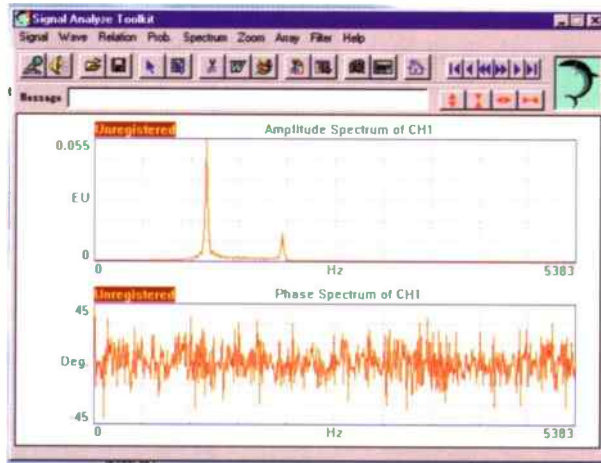 Signal Analyze Toolkit
Signal Wave Relation Prob. Spectrum Zoom Array Filter Help
Message
Unregistered Amplitude Spectrum of CH1
0.055
EU
0
0 Hz 5383
Unregistered Phase Spectrum of CH1
45
Deg.
-45
0 Hz 5383